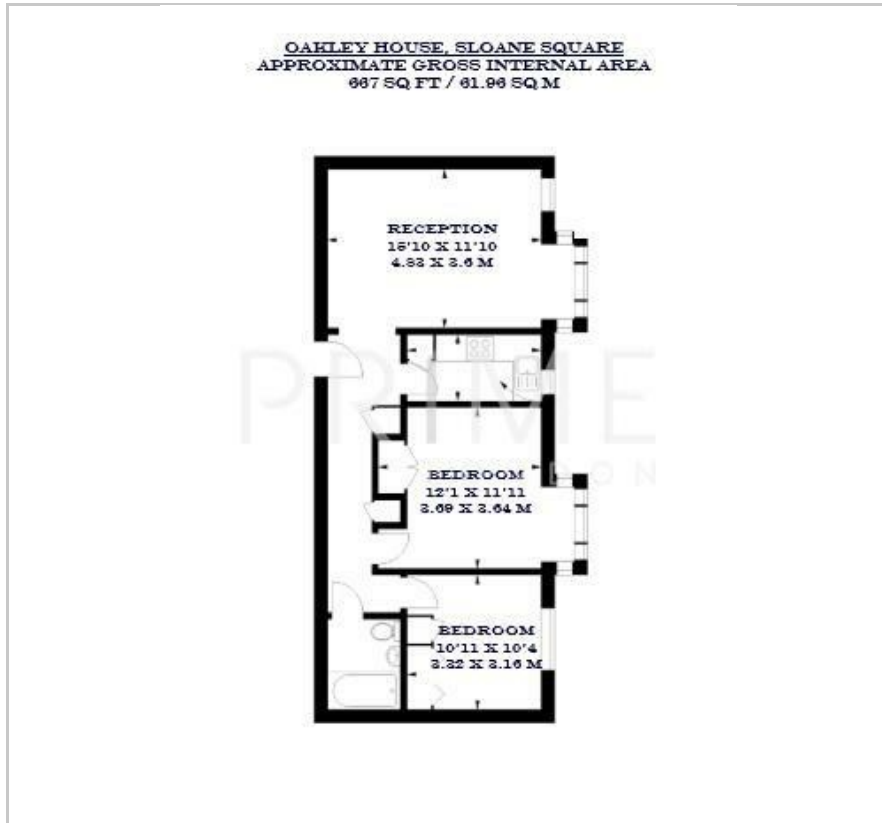 OAKLEY HOUSE, SLOANE SQUARE
APPROXIMATE GROSS INTERNAL AREA
667 SQ FT / 61.96 SQ M
RECEPTION
15'10 X 11'10
4.83 X 3.6 M
PRIME
BEDROOM
12'1 X 11'11
3.69 X 3.64 M
BEDROOM
10'11 X 10'4
3.32 X 3.16 M